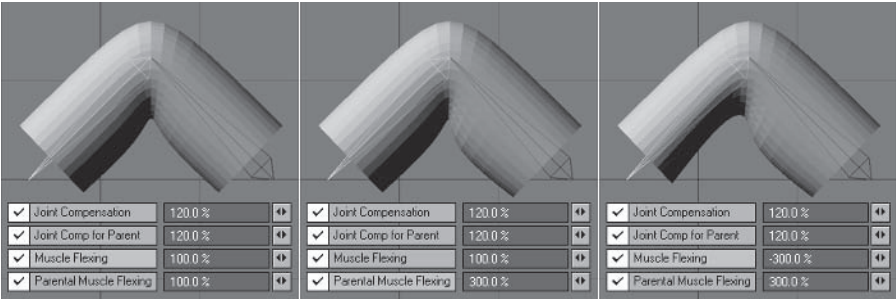 Joint Compensation 120.0 %
Joint Comp for Parent 120.0 %
Muscle Flexing 100.0 %
Parental Muscle Flexing 100.0 %
Joint Compensation 120.0 %
Joint Comp for Parent 120.0 %
Muscle Flexing 100.0 %
Parental Muscle Flexing 300.0 %
Joint Compensation 120.0 %
Joint Comp for Parent 120.0 %
Muscle Flexing -300.0 %
Parental Muscle Flexing 300.0 %